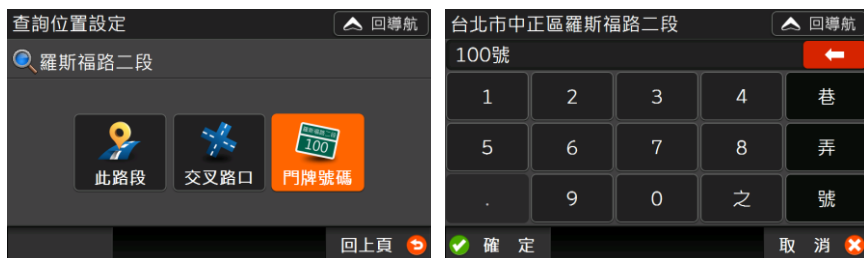 查詢位置設定
回導航
羅斯福路二段
羅斯福路二段
100
此路段
交叉路口
門牌號碼
回上頁
台北市中正區羅斯福路二段
回導航
100號
1 2 3 4 巷
5 6 7 8 弄
. 9 0 之 號
確 定
取 消